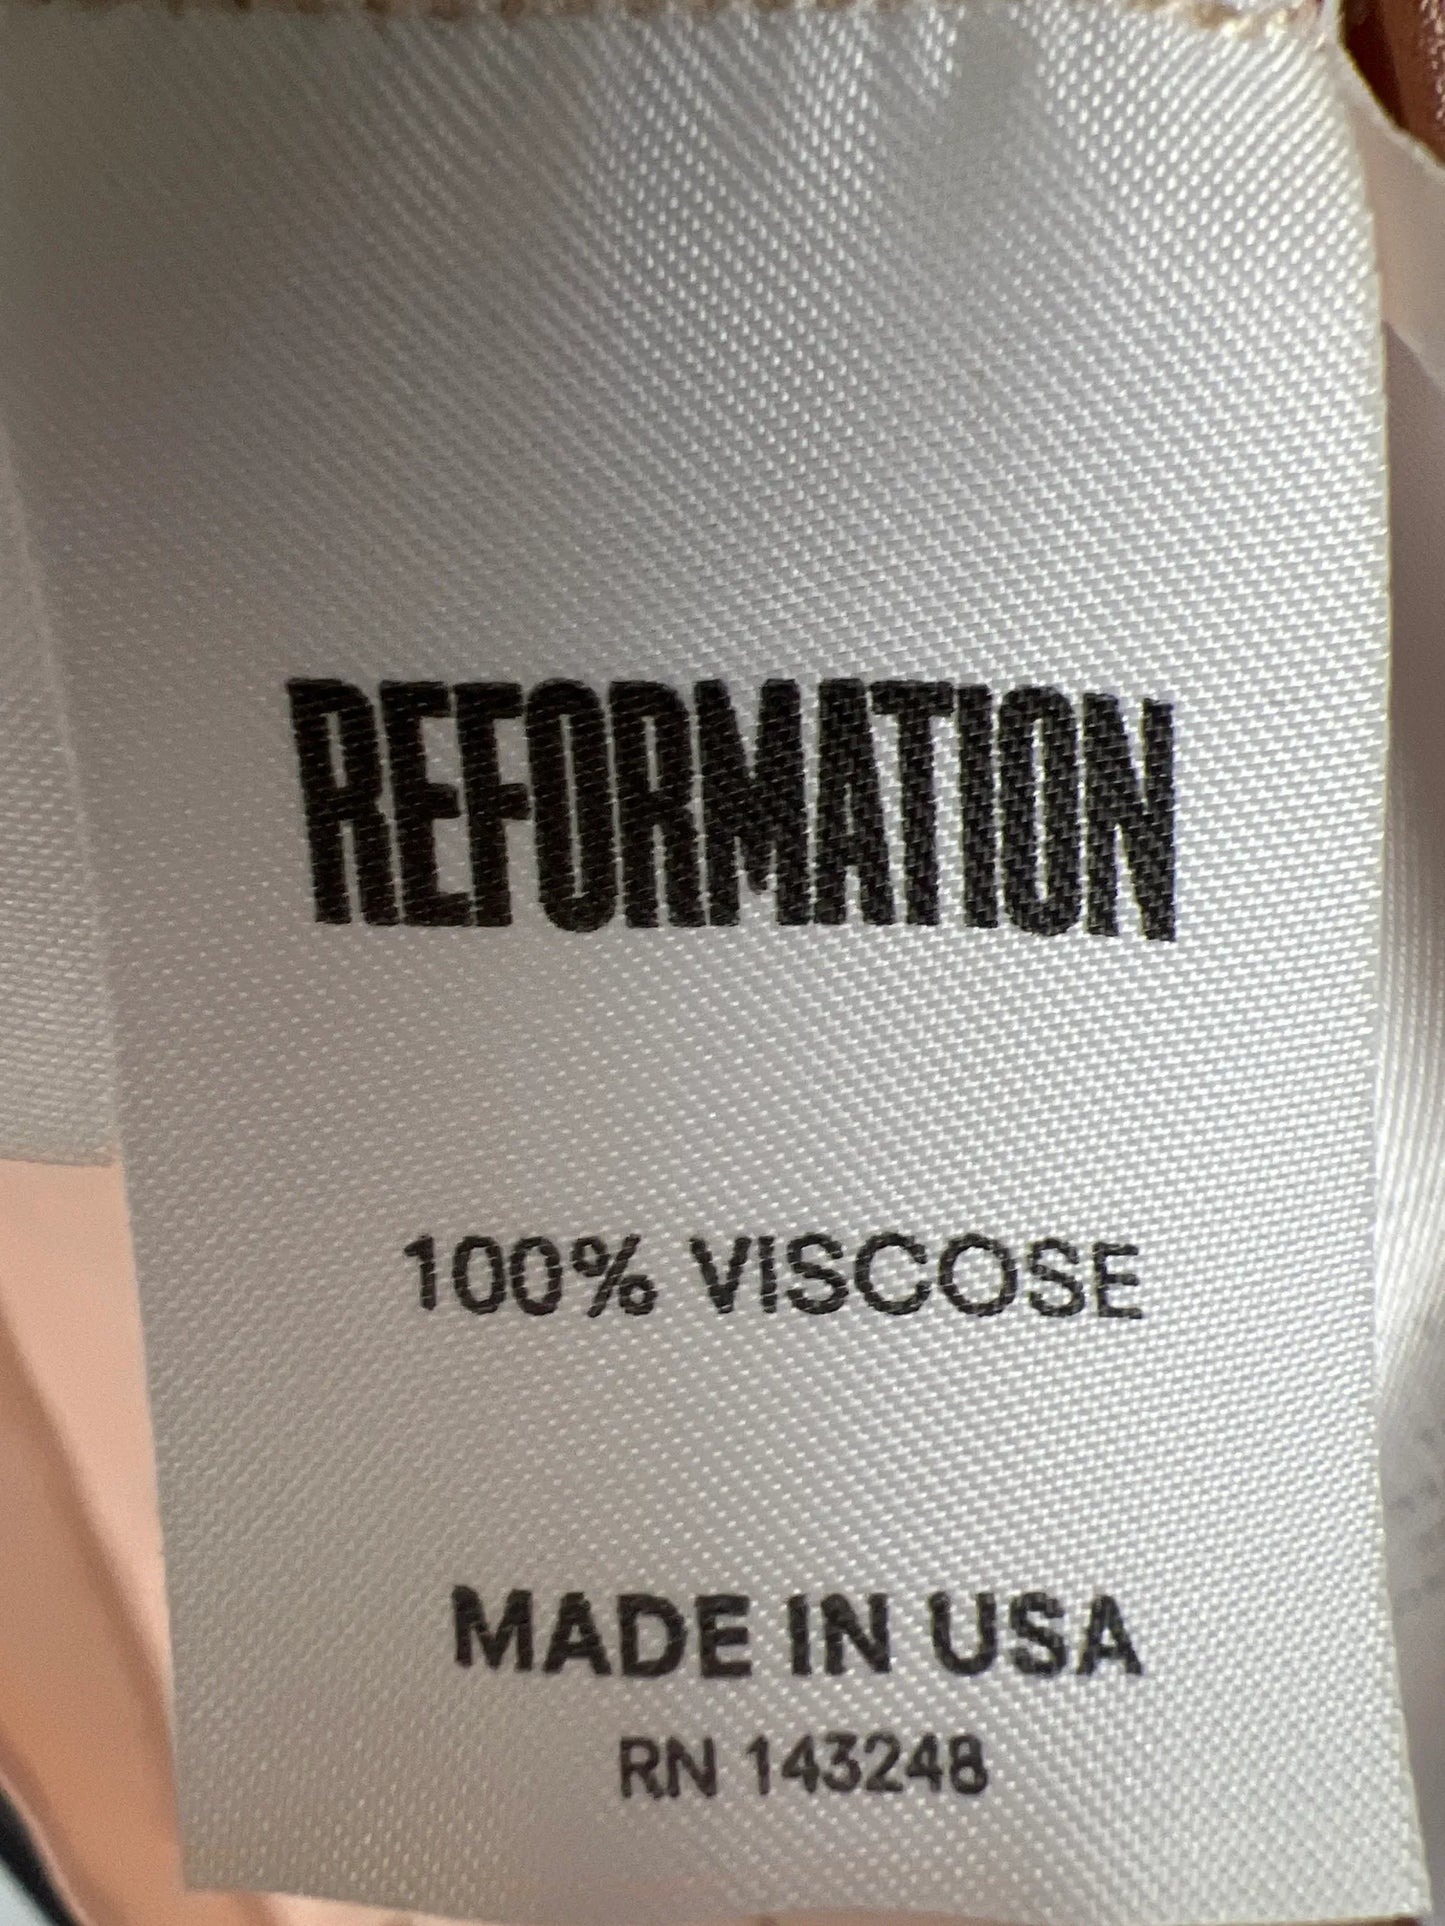 REFORMATION
100% VISCOSE
MADE IN USA
RN 143248